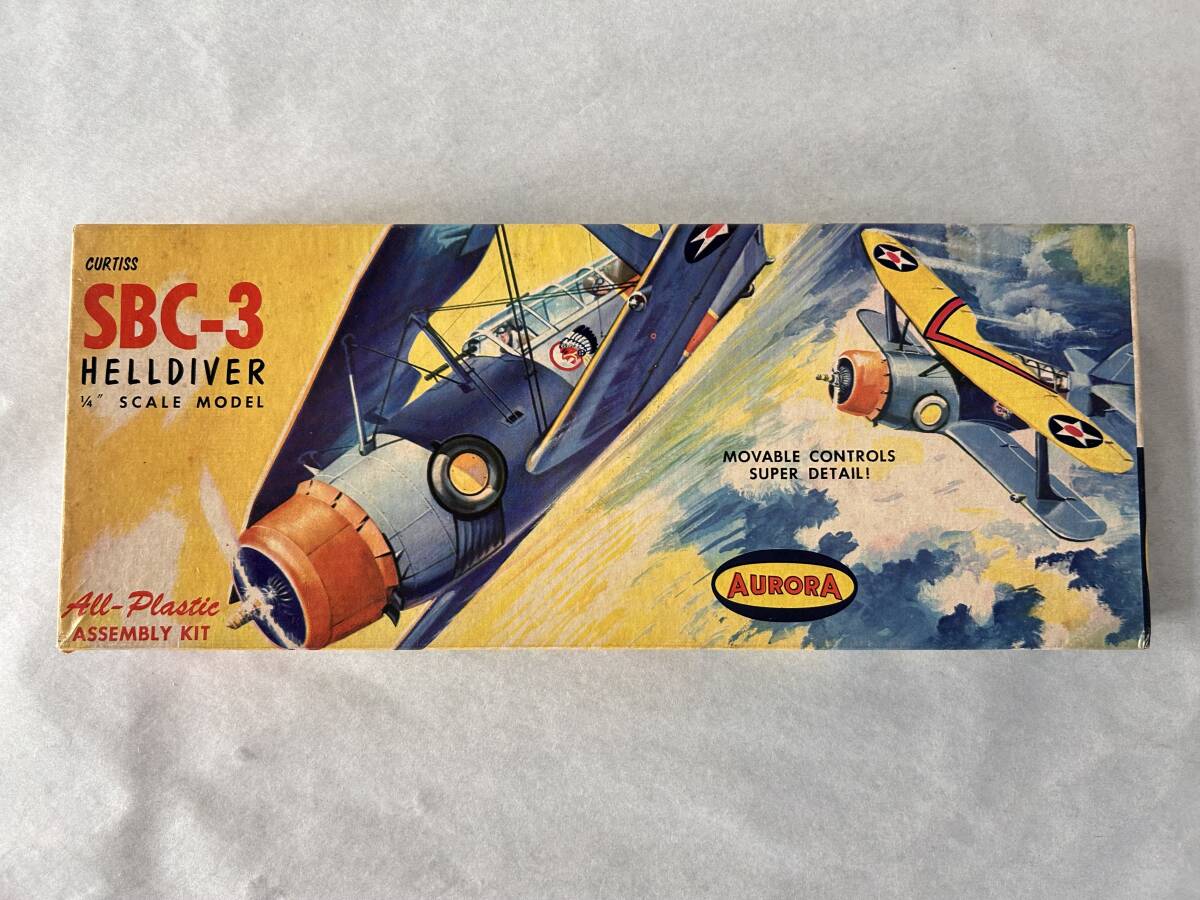 CURTISS
SBC-3
HELLDIVER
¼" SCALE MODEL
MOVABLE CONTROLS
SUPER DETAIL!
AURORA
All-Plastic
ASSEMBLY KIT